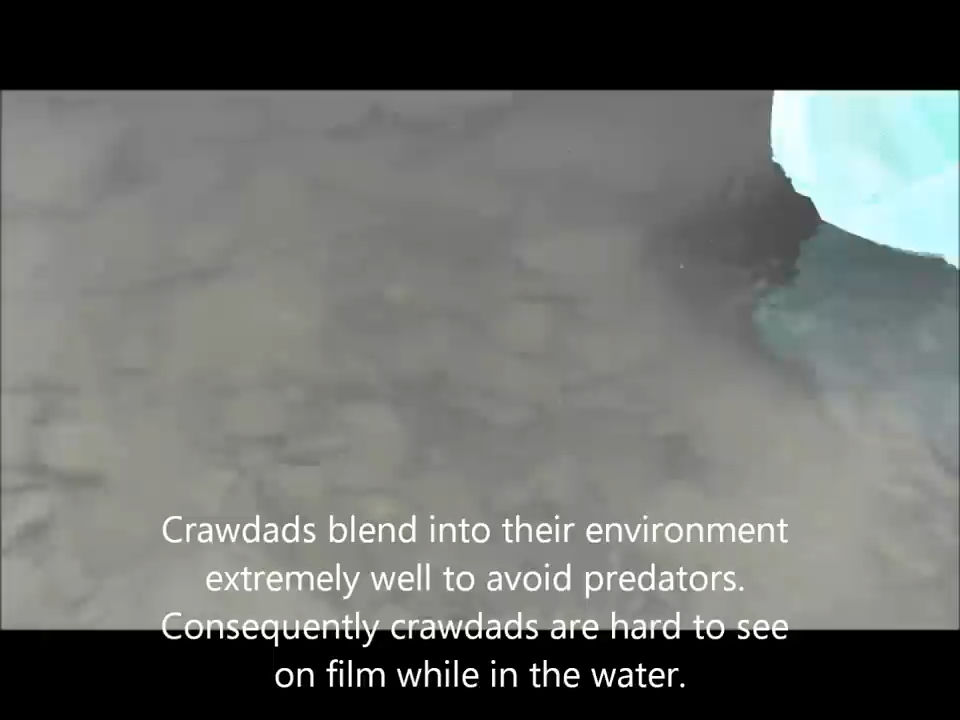 Crawdads blend into their environment
extremely well to avoid predators.
Consequently crawdads are hard to see
on film while in the water.